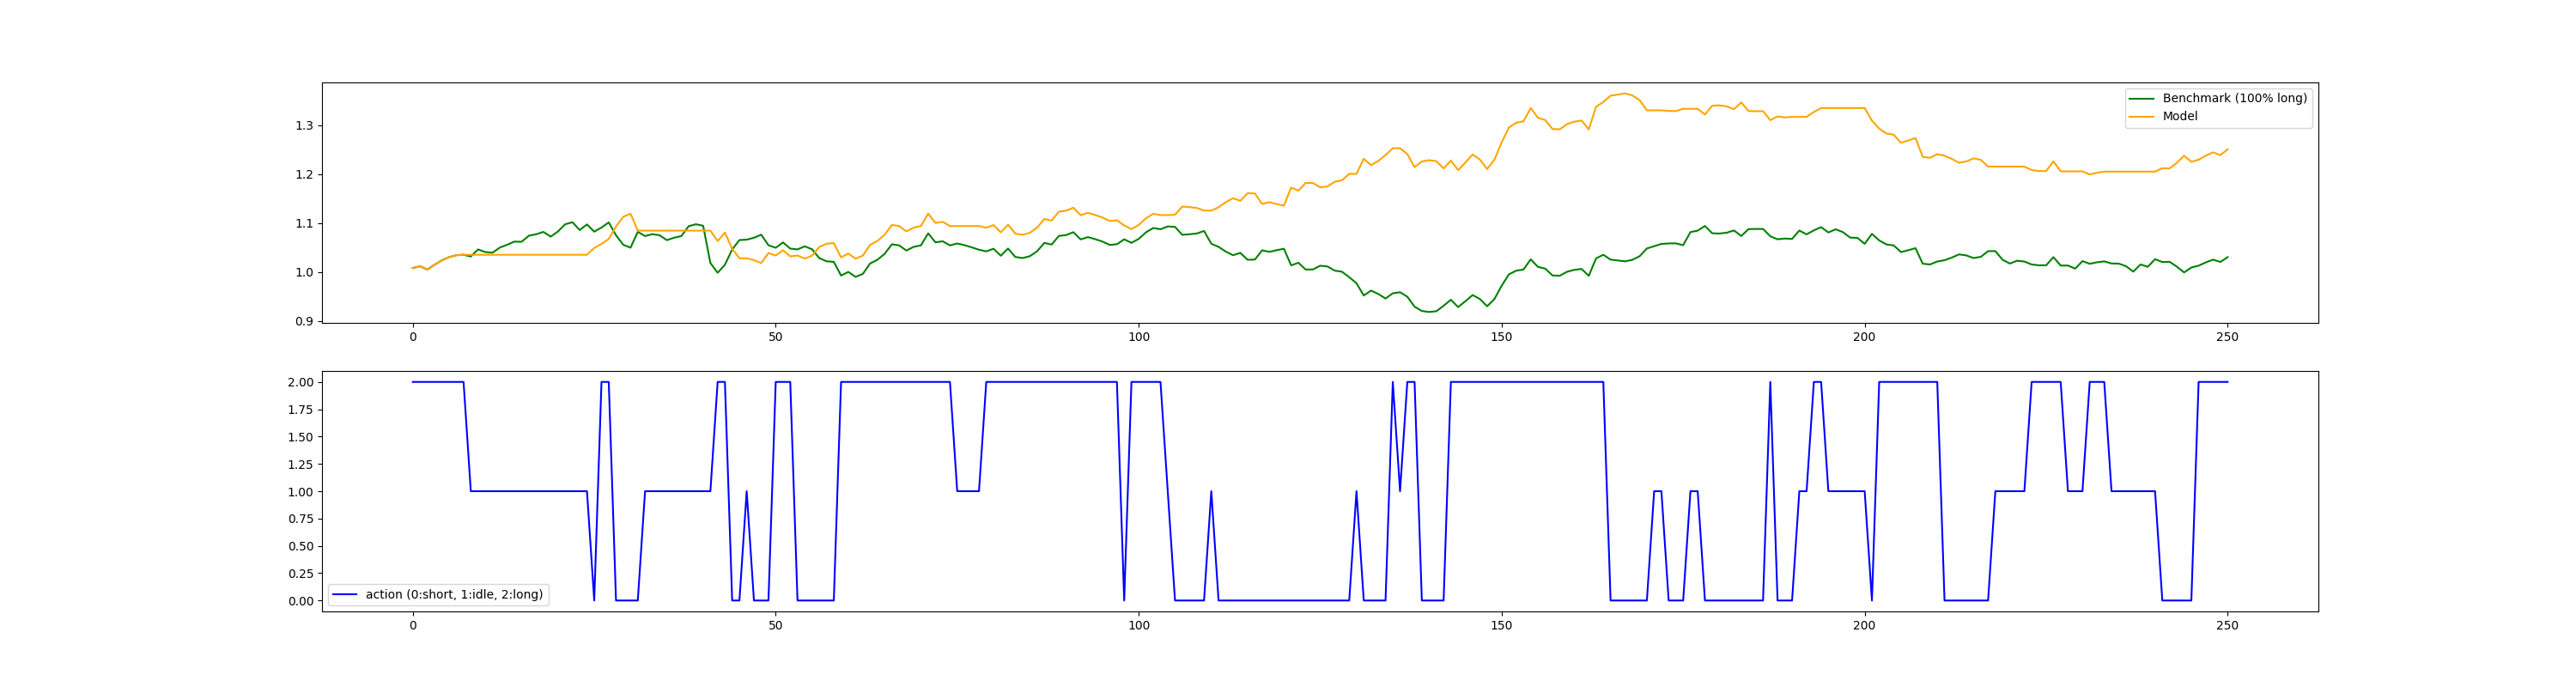 Benchmark (100% long)
Model
1.3
1.2
1.1
1.0
0.9
0 50 100 150 200 250
2.00
1.75
1.50
1.25
1.00
0.75
0.50
0.25
0.00
action (0:short, 1:idle, 2:long)
0 50 100 150 200 250